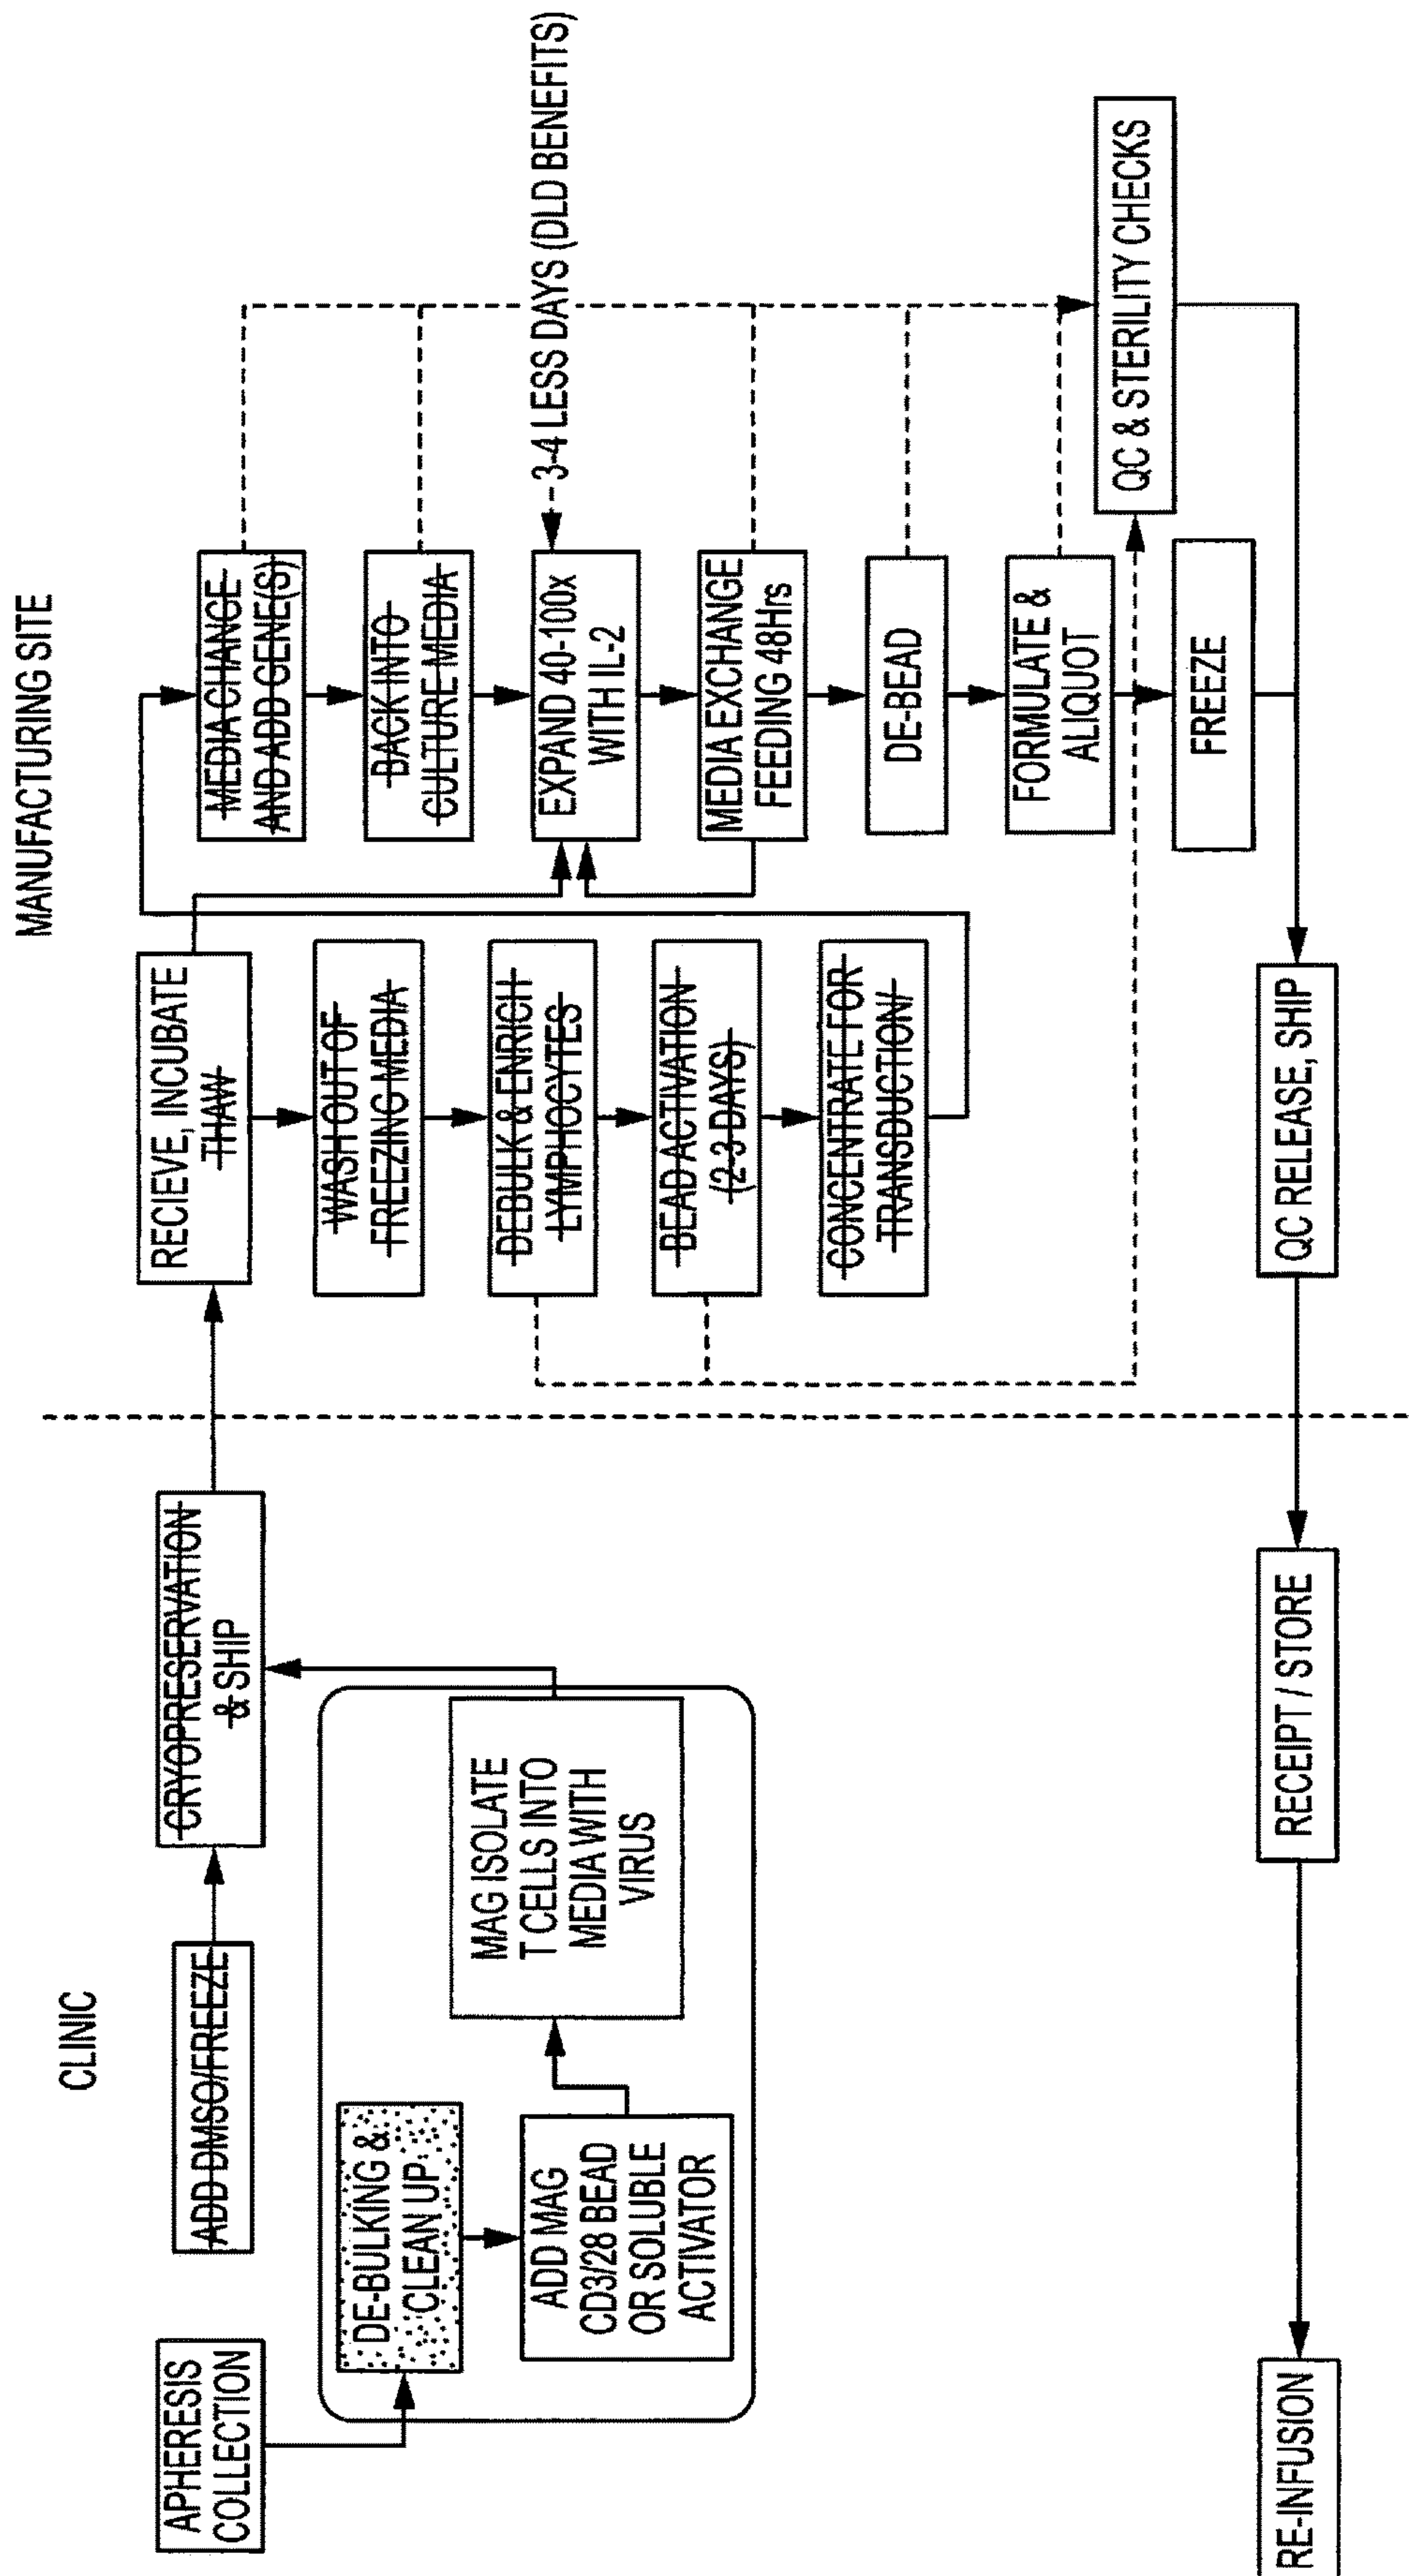 CLINIC
MANUFACTURING SITE
APHERESIS
COLLECTION
ADD DMSO/FREEZE
CRYOPRESERVATION
& SHIP
DE-BULKING &
CLEAN UP
ADD MAG
CD3/28 BEAD
OR SOLUBLE
ACTIVATOR
MAG ISOLATE
T CELLS INTO
MEDIA WITH
VIRUS
RECIEVE, INCUBATE
THAW
WASH OUT OF
FREEZING MEDIA
DEBULK & ENRICH
LYMPHOCYTES
BEAD ACTIVATION
(2-3 DAYS)
CONCENTRATE FOR
TRANSDUCTION/
MEDIA CHANGE
AND ADD GENE(S)
BACK INTO
CULTURE MEDIA
EXPAND 40-100x
WITH IL-2
3-4 LESS DAYS (DLD BENEFITS)
MEDIA EXCHANGE
FEEDING 48Hrs
DE-BEAD
FORMULATE &
ALIQUOT
QC & STERILITY CHECKS
FREEZE
QC RELEASE, SHIP
RECEIPT / STORE
RE-INFUSION